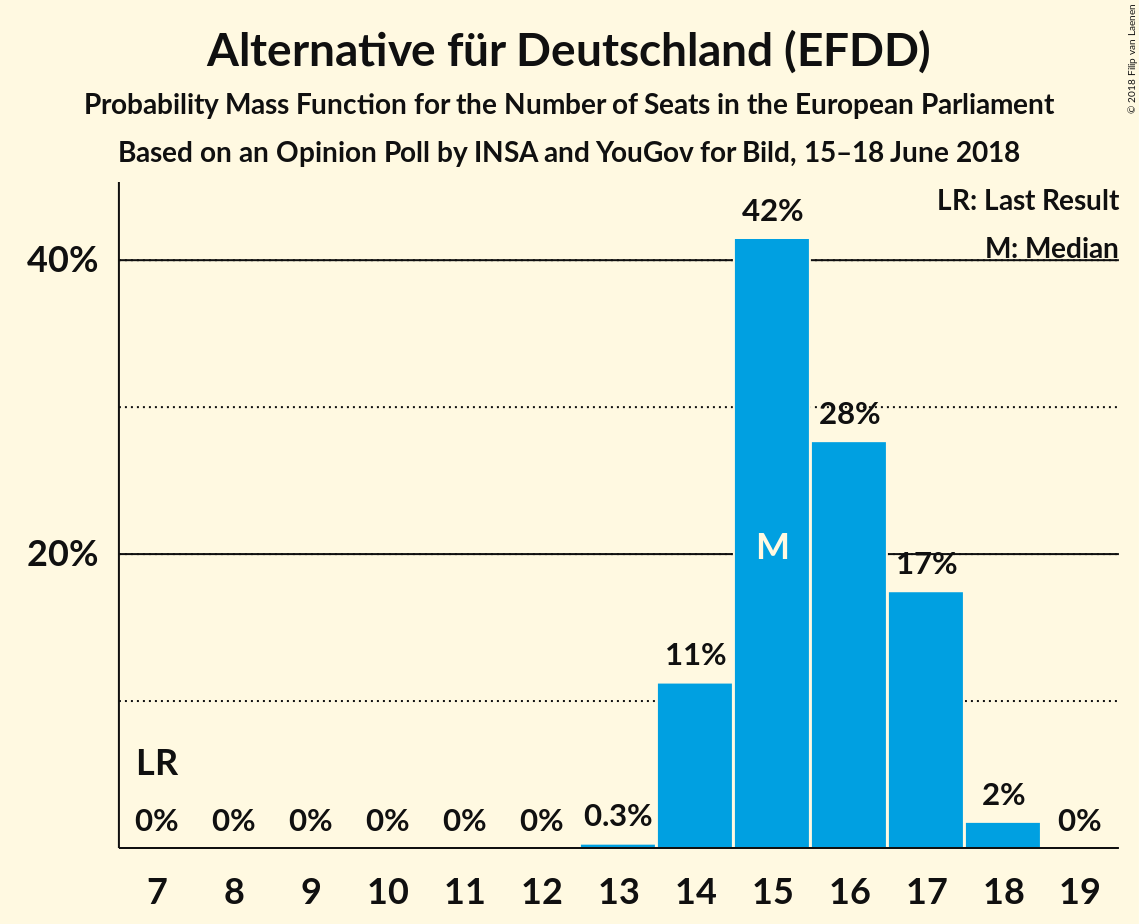 Alternative für Deutschland (EFDD)
Probability Mass Function for the Number of Seats in the European Parliament
Based on an Opinion Poll by INSA and YouGov for Bild, 15–18 June 2018
© 2018 Filip van Laenen
LR: Last Result
M: Median
42%
40%
28%
M
20%
17%
11%
LR
0% 0% 0% 0% 0% 0% 0.3% 2% 0%
7 8 9 10 11 12 13 14 15 16 17 18 19